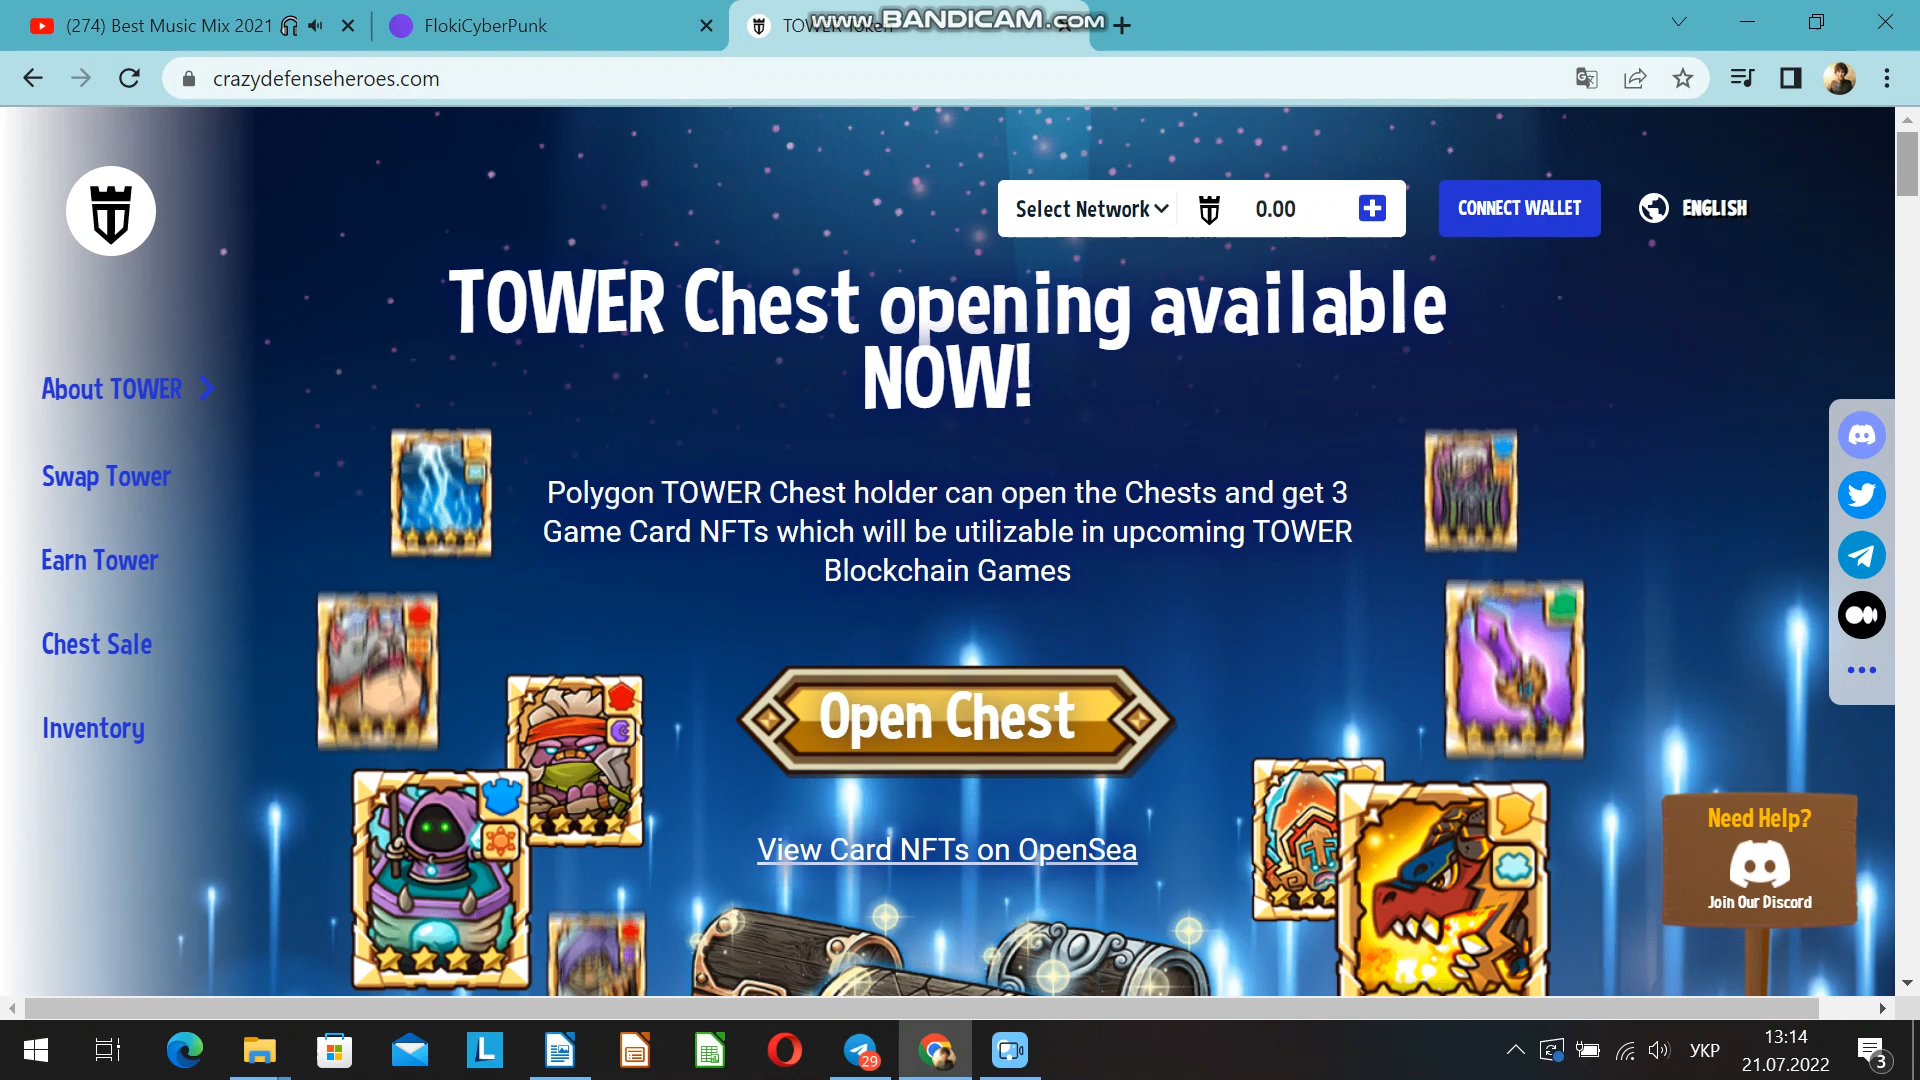 (274) Best Music Mix 2021
FlokiCyberPunk
TOWER Token
www.BANDICAM.com
crazydefenseheroes.com
Select Network
0.00
CONNECT WALLET
ENGLISH
TOWER Chest opening available
NOW!
About TOWER
Swap Tower
Earn Tower
Chest Sale
Inventory
Polygon TOWER Chest holder can open the Chests and get 3
Game Card NFTs which will be utilizable in upcoming TOWER
Blockchain Games
Open Chest
View Card NFTs on OpenSea
Need Help?
Join Our Discord
L
29
УКР
13:14
21.07.2022
3